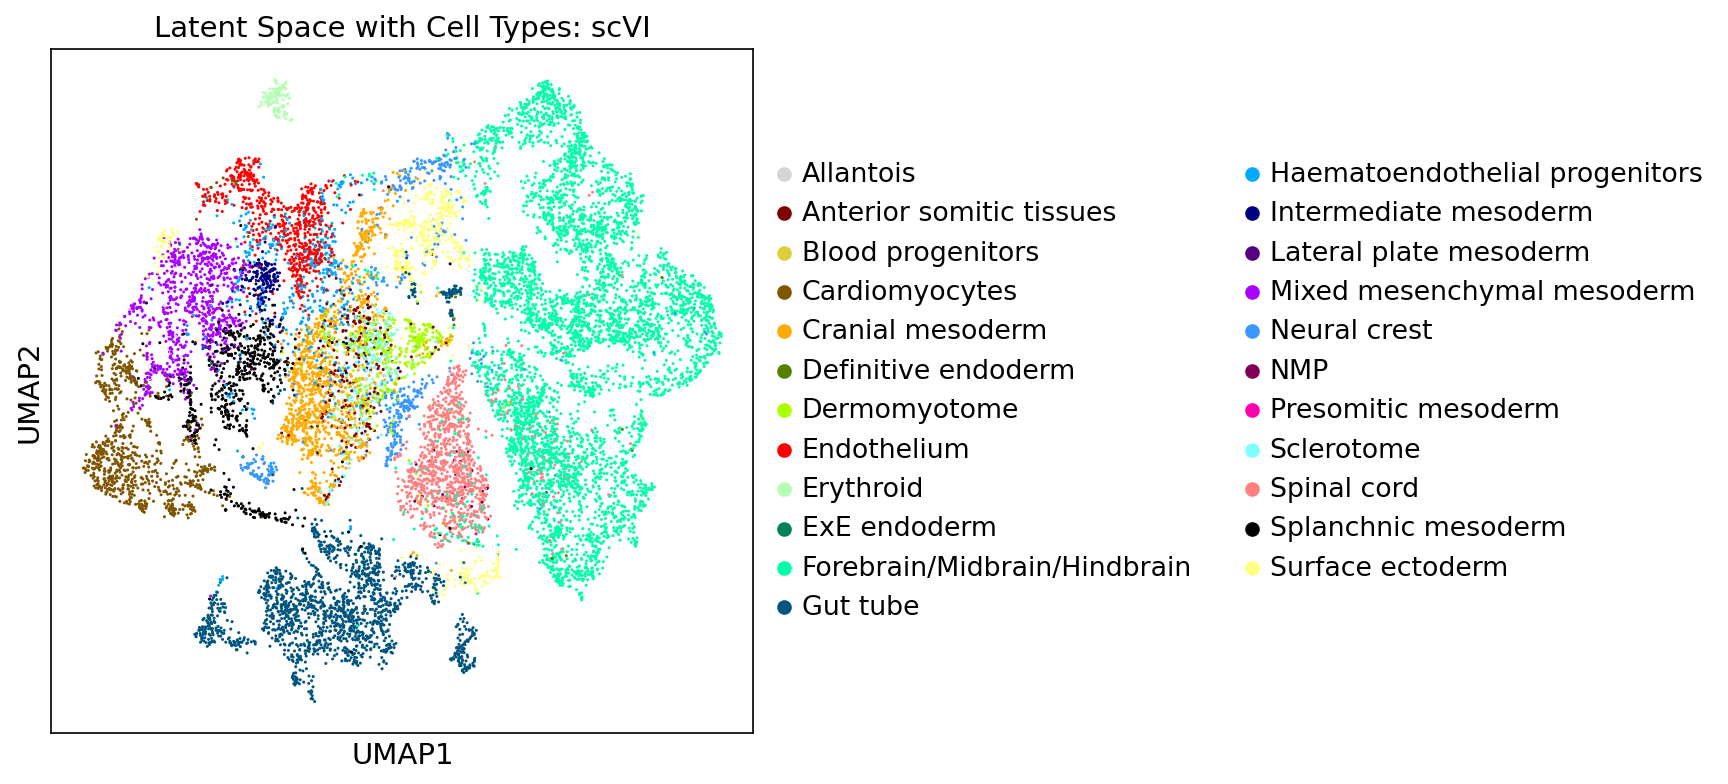 Latent Space with Cell Types: scVI
UMAP2
UMAP1
Allantois
Anterior somitic tissues
Blood progenitors
Cardiomyocytes
Cranial mesoderm
Definitive endoderm
Dermomyotome
Endothelium
Erythroid
ExE endoderm
Forebrain/Midbrain/Hindbrain
Gut tube
Haematoendothelial progenitors
Intermediate mesoderm
Lateral plate mesoderm
Mixed mesenchymal mesoderm
Neural crest
NMP
Presomitic mesoderm
Sclerotome
Spinal cord
Splanchnic mesoderm
Surface ectoderm